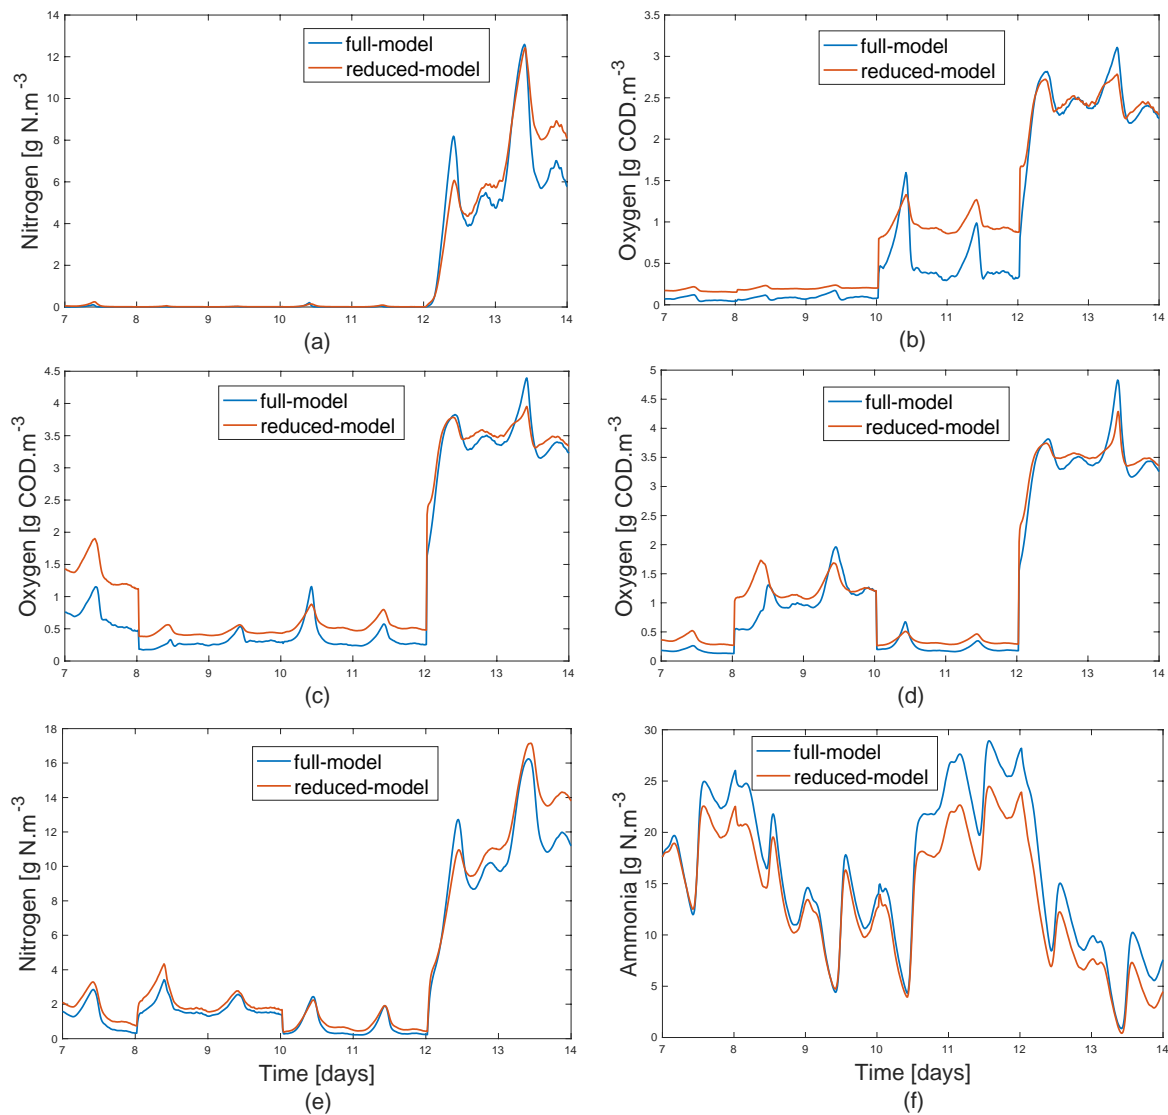 Nitrogen [g N.m-3
14
12
10
8
6
4
2
0
full-model
reduced-model
7 8 9 10 11 12 13 14
(a)
Oxygen [g COD.m-3
3.5
3
2.5
2
1.5
1
0.5
0
full-model
reduced-model
7 8 9 10 11 12 13 14
(b)
Oxygen [g COD.m-3
4.5
4
3.5
3
2.5
2
1.5
1
0.5
0
full-model
reduced-model
7 8 9 10 11 12 13 14
(c)
Oxygen [g COD.m-3
5
4.5
4
3.5
3
2.5
2
1.5
1
0.5
0
full-model
reduced-model
7 8 9 10 11 12 13 14
(d)
Nitrogen [g N.m-3
18
16
14
12
10
8
6
4
2
0
full-model
reduced-model
7 8 9 10 11 12 13 14
Time [days]
(e)
Ammonia [g N.m-3
30
25
20
15
10
5
0
full-model
reduced-model
7 8 9 10 11 12 13 14
Time [days]
(f)